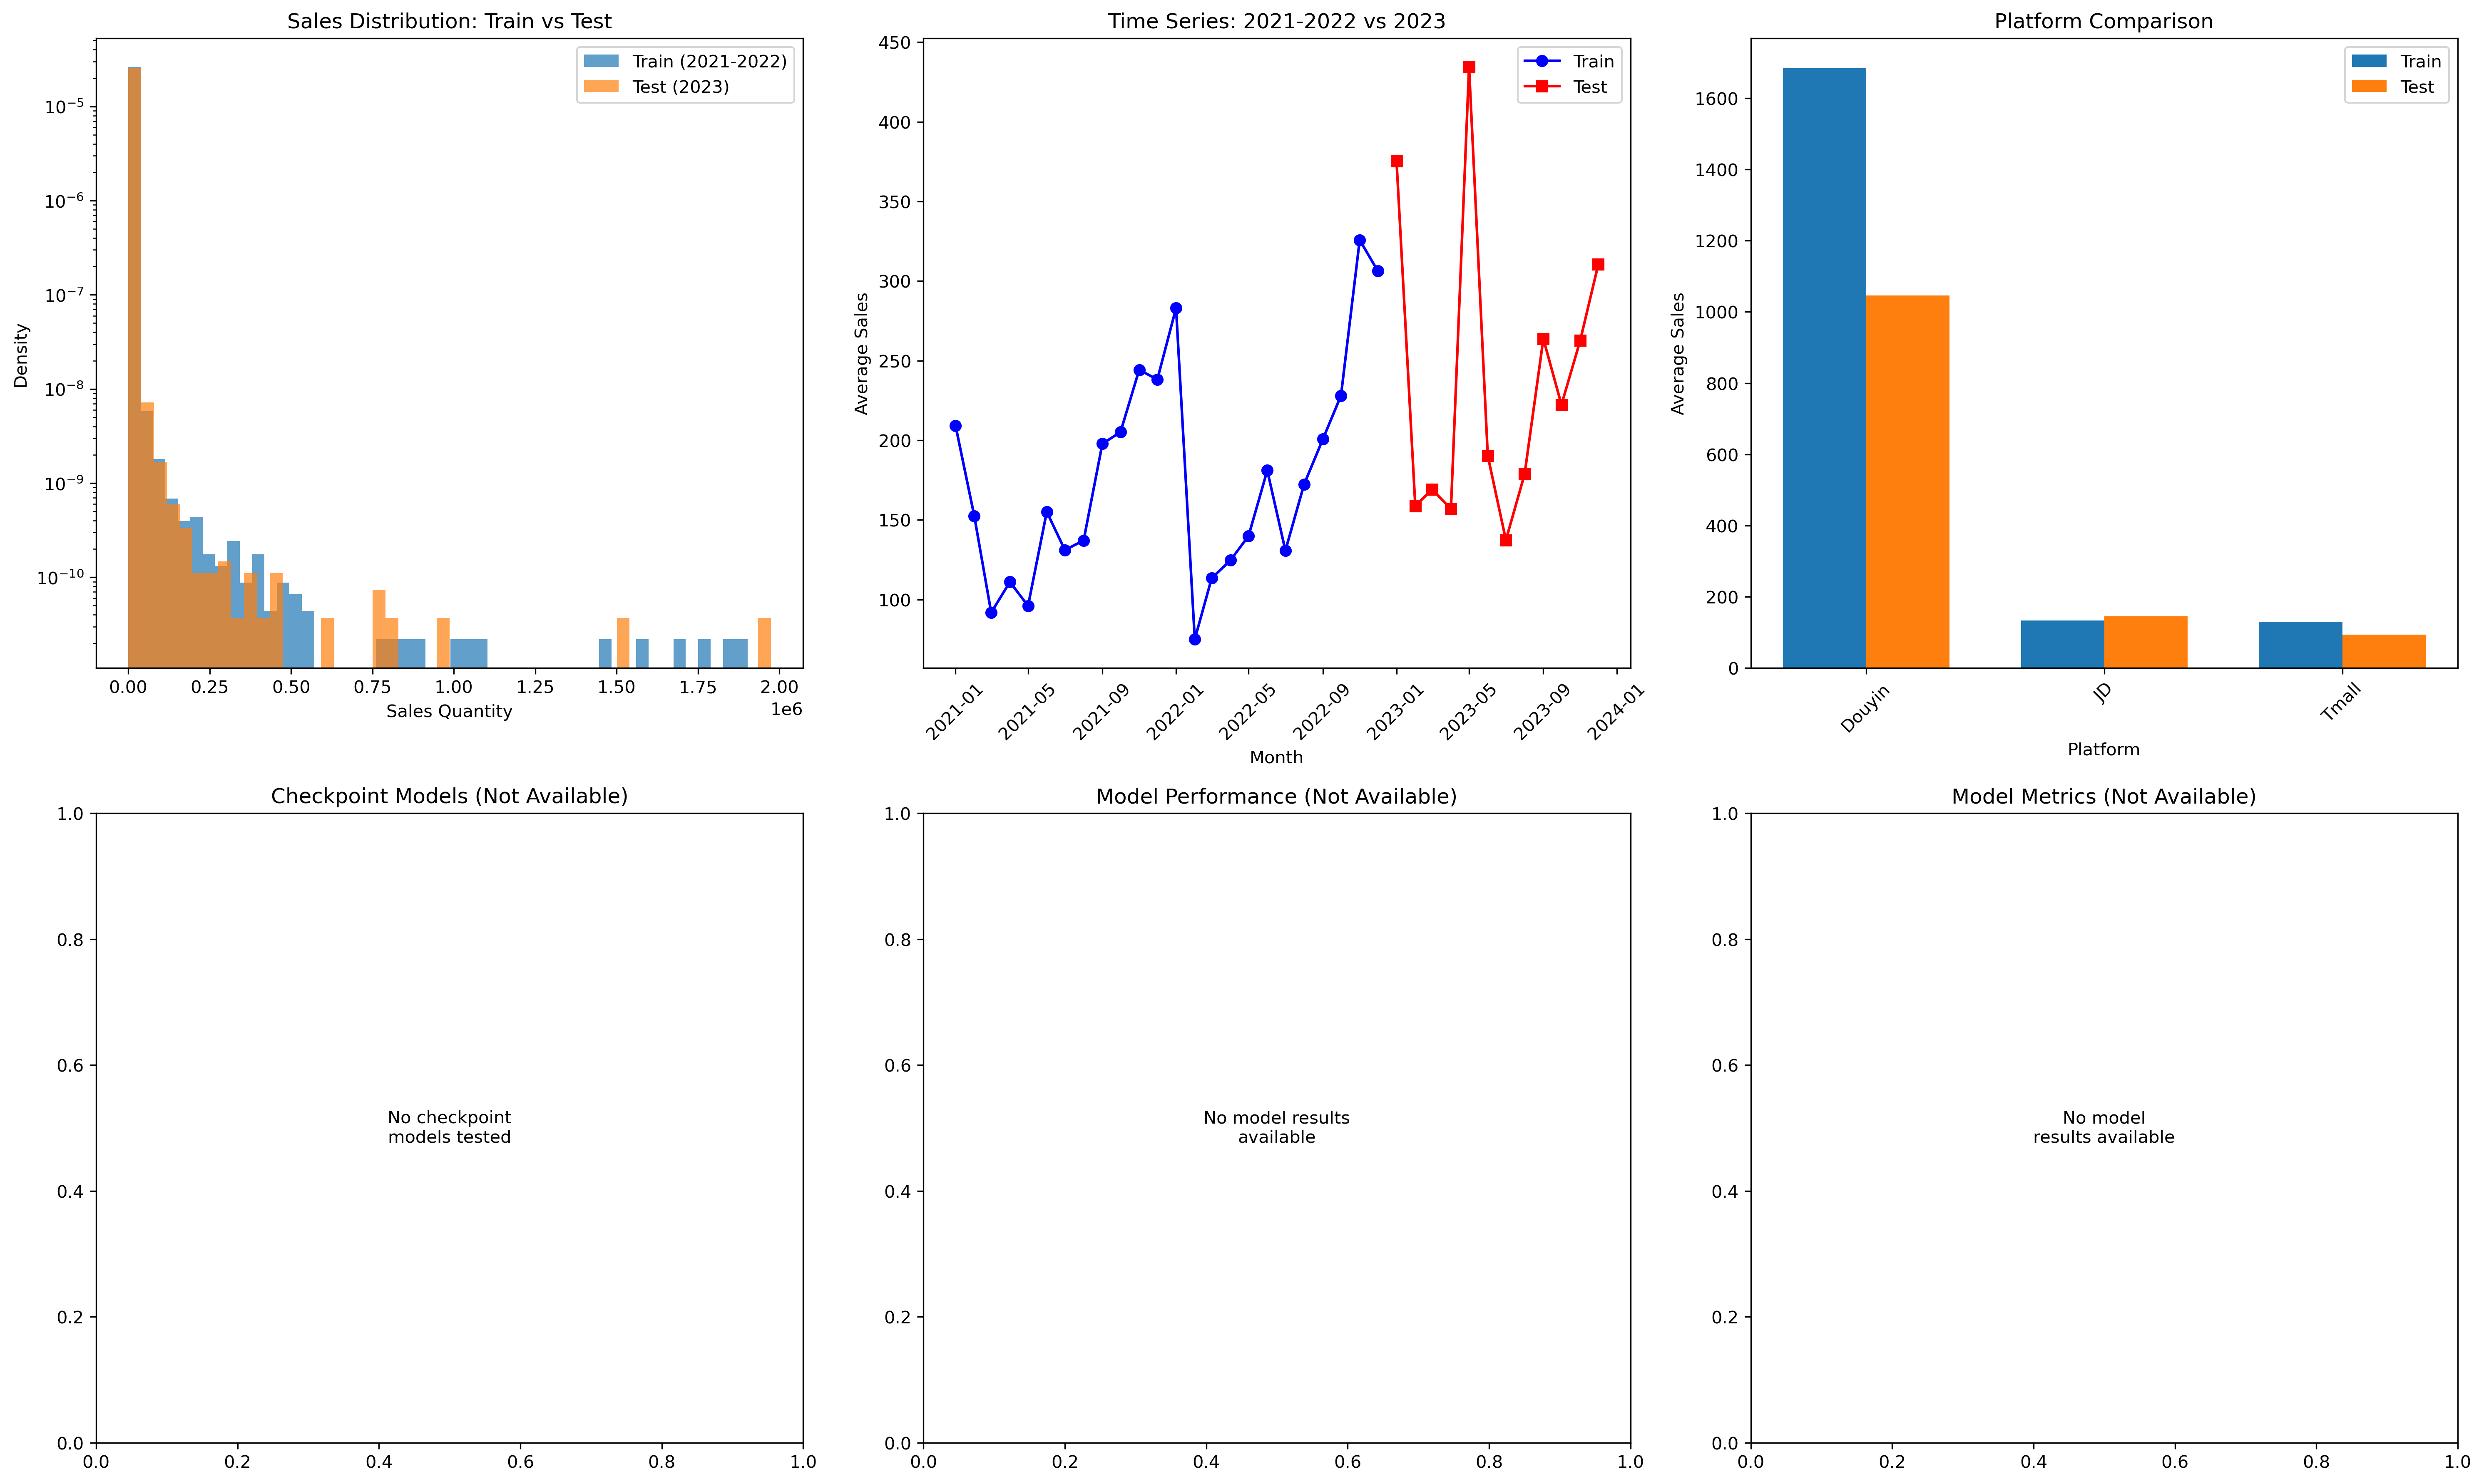 Sales Distribution: Train vs Test
Train (2021-2022)
Test (2023)
Density
10⁻⁵
10⁻⁶
10⁻⁷
10⁻⁸
10⁻⁹
10⁻¹⁰
0.00 0.25 0.50 0.75 1.00 1.25 1.50 1.75 2.00
1e6
Sales Quantity
Time Series: 2021-2022 vs 2023
Train
Test
Average Sales
450
400
350
300
250
200
150
100
2021-01 2021-05 2021-09 2022-01 2022-05 2022-09 2023-01 2023-05 2023-09 2024-01
Month
Platform Comparison
Train
Test
Average Sales
1600
1400
1200
1000
800
600
400
200
0
Douyin JD Tmall
Platform
Checkpoint Models (Not Available)
1.0
0.8
0.6
0.4
0.2
0.0
No checkpoint
models tested
0.0 0.2 0.4 0.6 0.8 1.0
Model Performance (Not Available)
1.0
0.8
0.6
0.4
0.2
0.0
No model results
available
0.0 0.2 0.4 0.6 0.8 1.0
Model Metrics (Not Available)
1.0
0.8
0.6
0.4
0.2
0.0
No model
results available
0.0 0.2 0.4 0.6 0.8 1.0